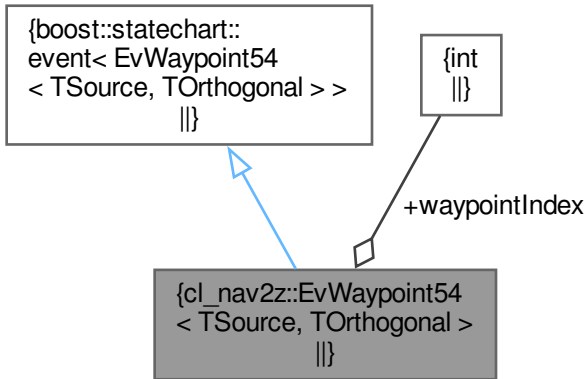 {boost::statechart::
event< EvWaypoint54
< TSource, TOrthogonal > >
||}
{int
||}
+waypointIndex
{cl_nav2z::EvWaypoint54
< TSource, TOrthogonal >
||}